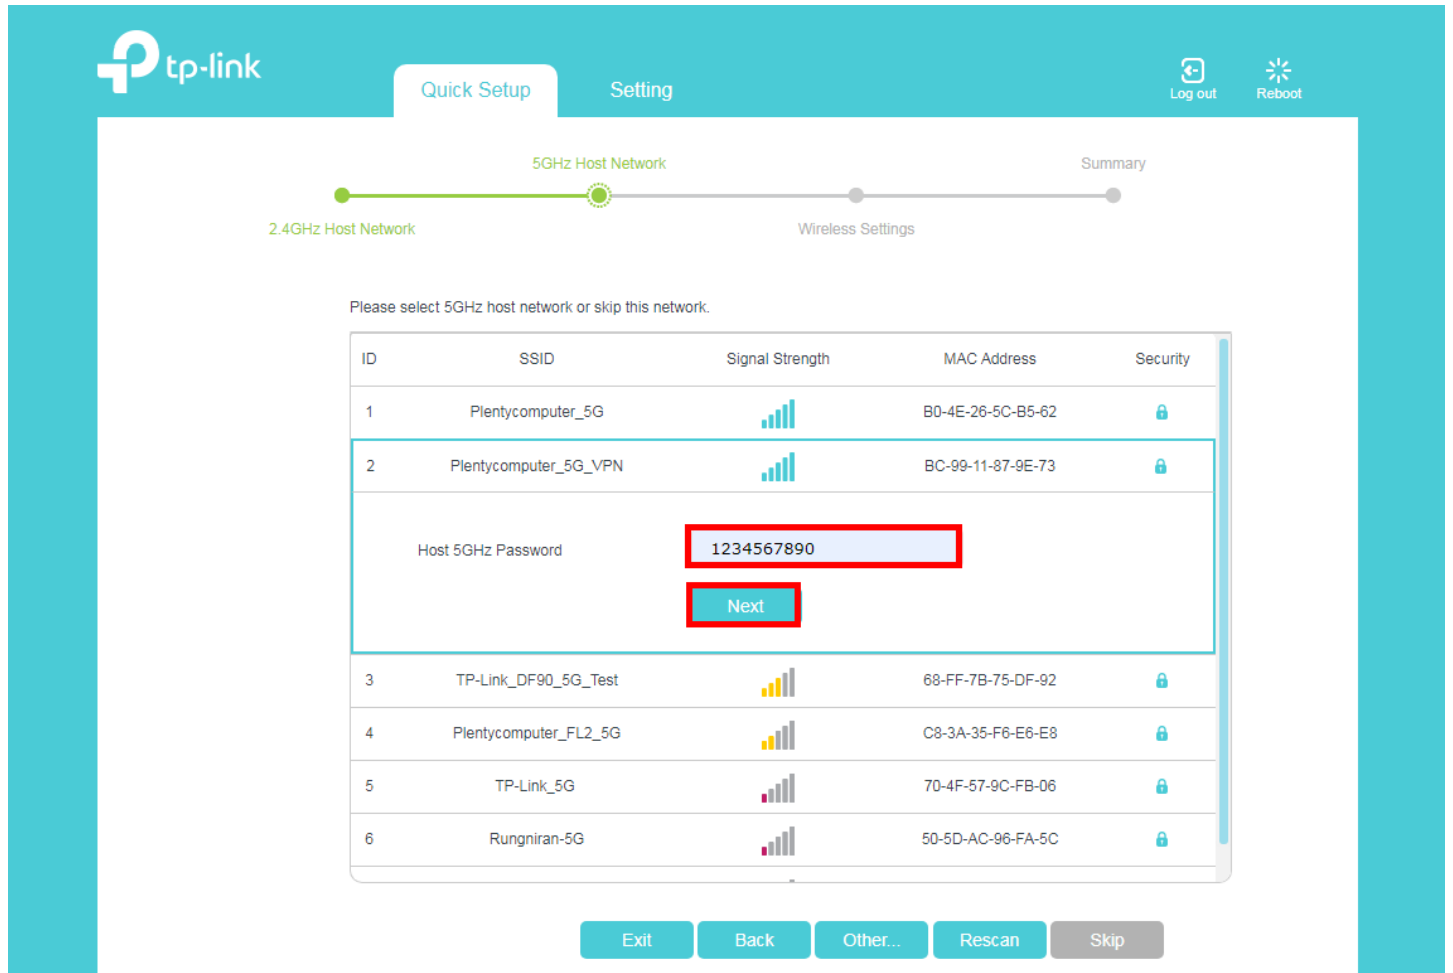 tp-link
Quick Setup Setting
Log out Reboot
5GHz Host Network Summary
2.4GHz Host Network Wireless Settings
Please select 5GHz host network or skip this network.
ID SSID Signal Strength MAC Address Security
1 Plentycomputer_5G B0-4E-26-5C-B5-62
2 Plentycomputer_5G_VPN BC-99-11-87-9E-73
Host 5GHz Password 1234567890
Next
3 TP-Link_DF90_5G_Test 68-FF-7B-75-DF-92
4 Plentycomputer_FL2_5G C8-3A-35-F6-E6-E8
5 TP-Link_5G 70-4F-57-9C-FB-06
6 Rungniran-5G 50-5D-AC-96-FA-5C
Exit Back Other... Rescan Skip